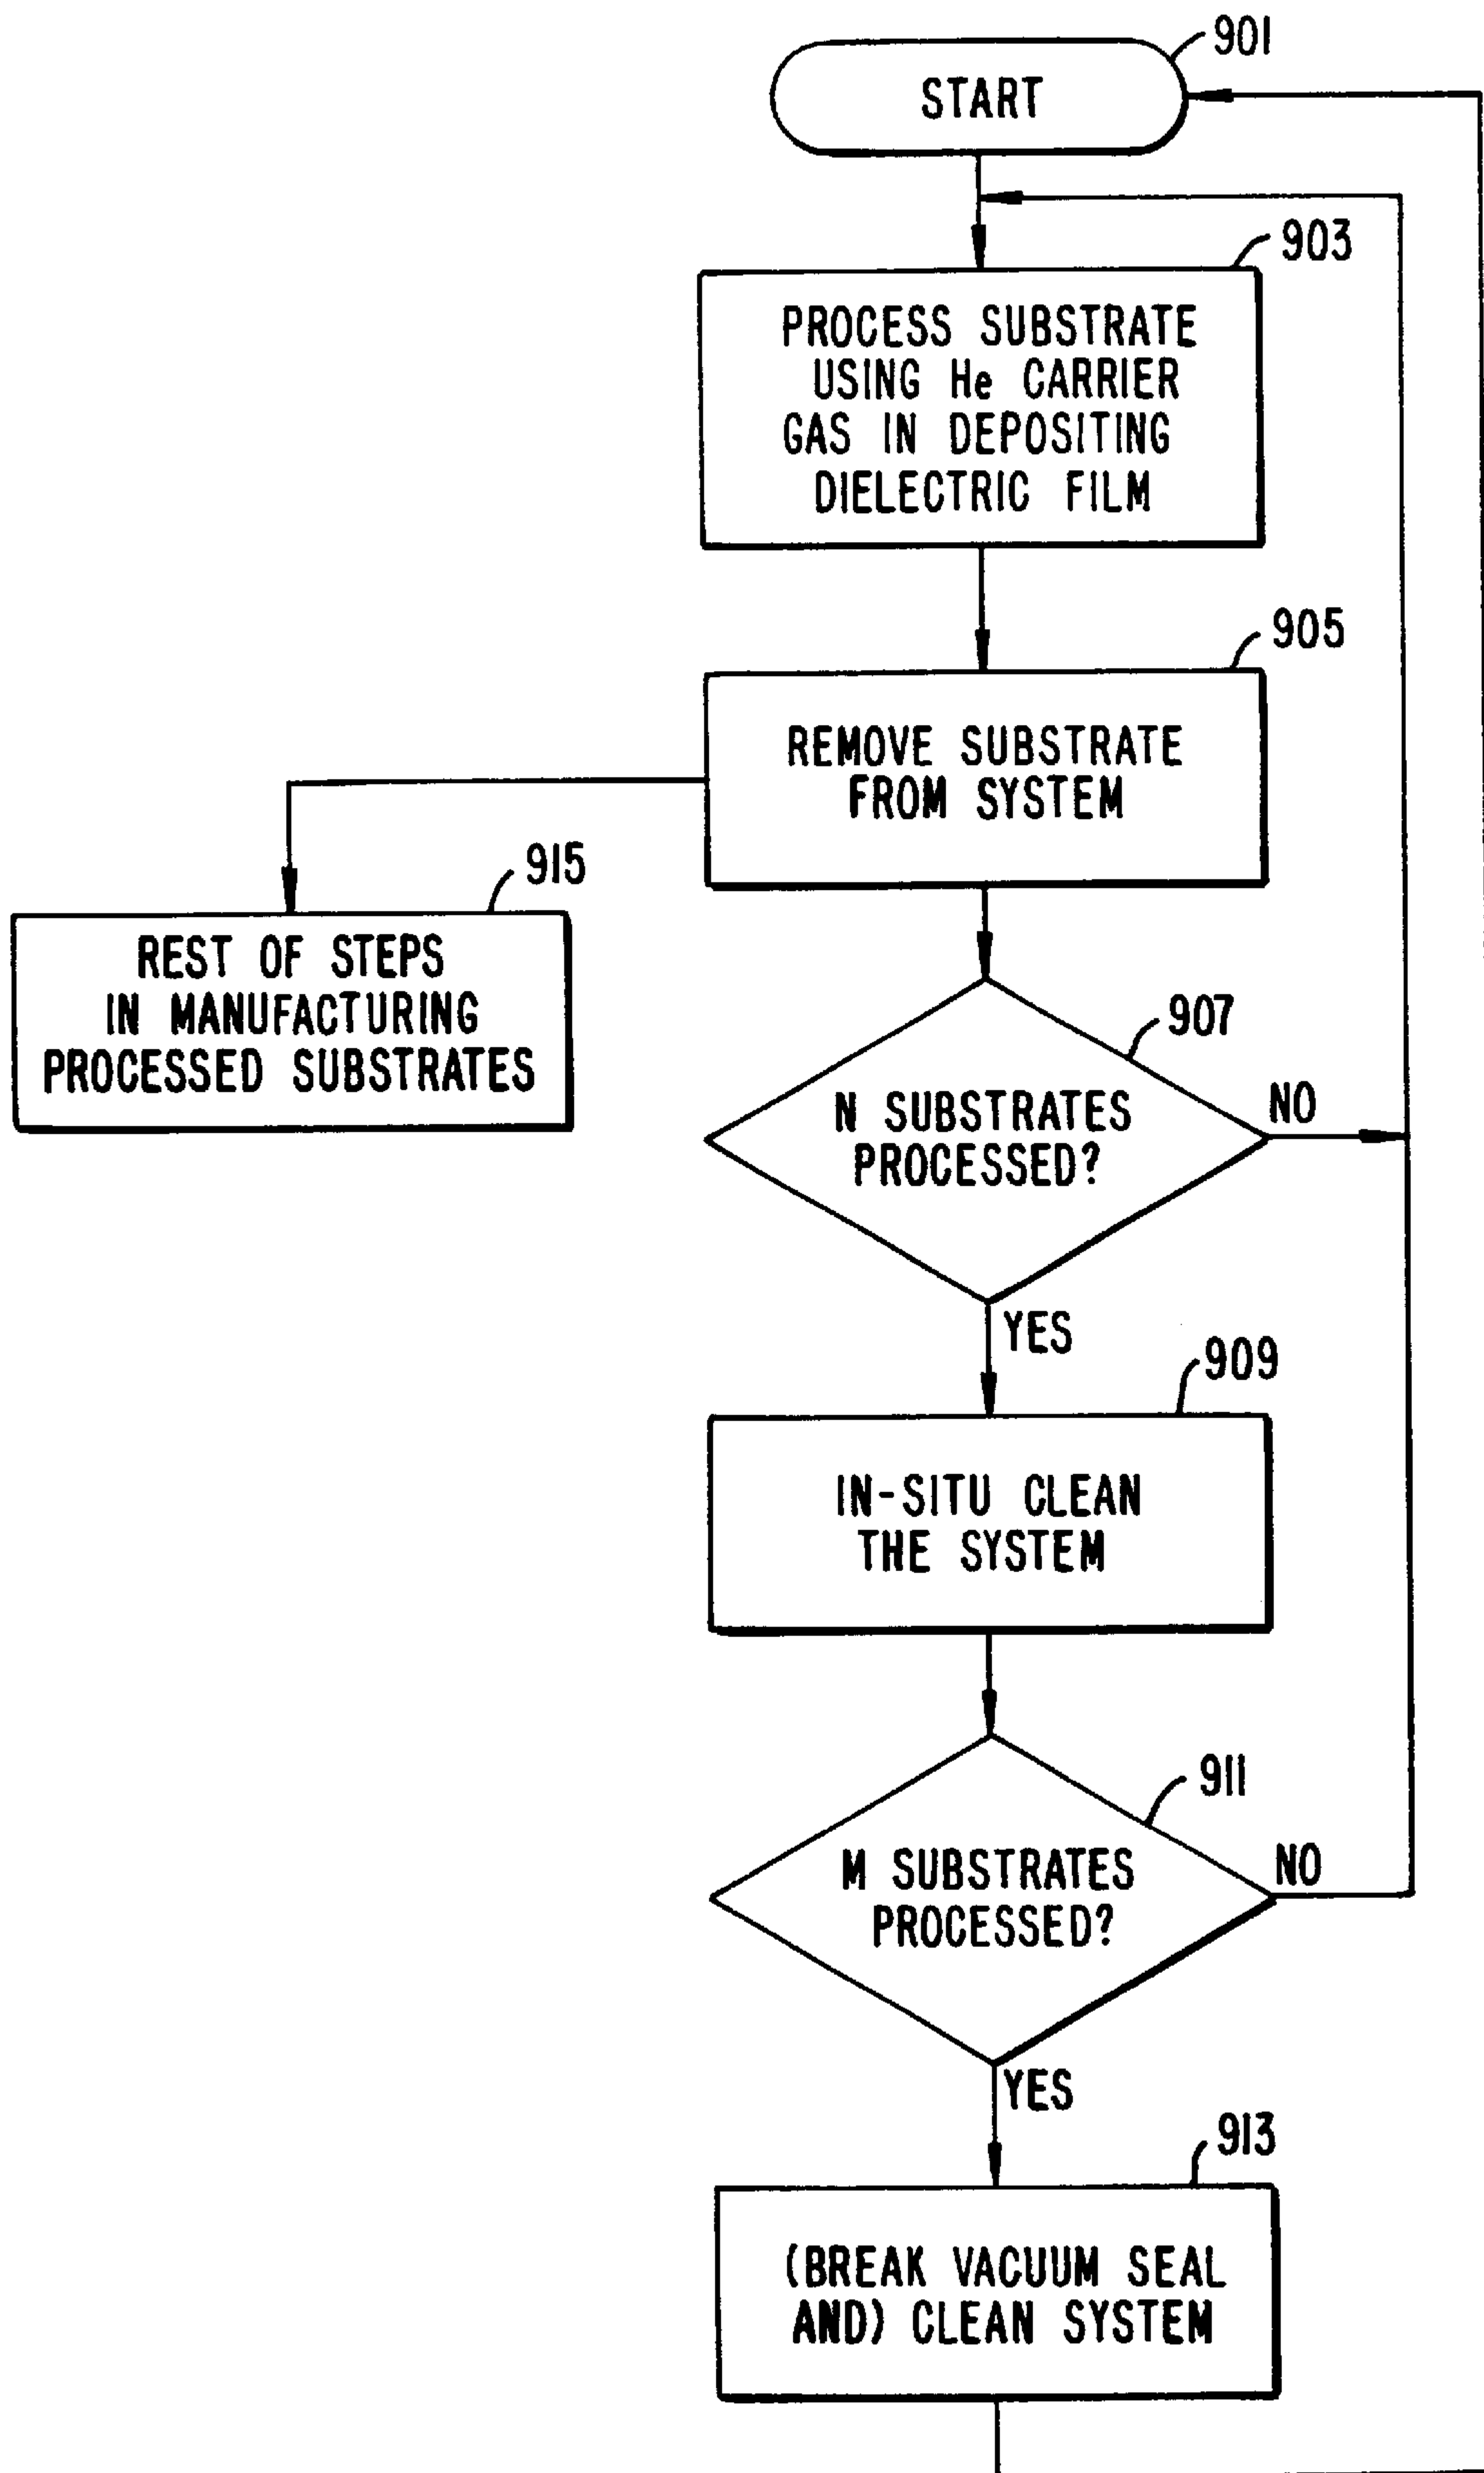 901
START
903
PROCESS SUBSTRATE
USING He CARRIER
GAS IN DEPOSITING
DIELECTRIC FILM
905
REMOVE SUBSTRATE
FROM SYSTEM
915
REST OF STEPS
IN MANUFACTURING
PROCESSED SUBSTRATES
907
N SUBSTRATES
PROCESSED?
NO
YES
909
IN-SITU CLEAN
THE SYSTEM
911
M SUBSTRATES
PROCESSED?
NO
YES
913
(BREAK VACUUM SEAL
AND) CLEAN SYSTEM